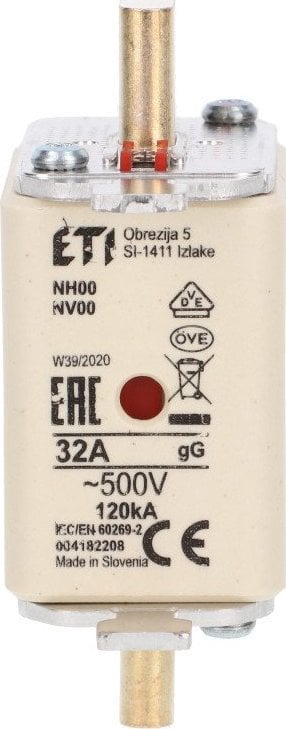 ETI
Obrezija 5
SI-1411 Izlake
NH00
NV00
VDE
ÖVE
W39/2020
EAC
32A gG
~500V
120kA
IEC/EN 60269-2
004182208
CE
Made in Slovenia